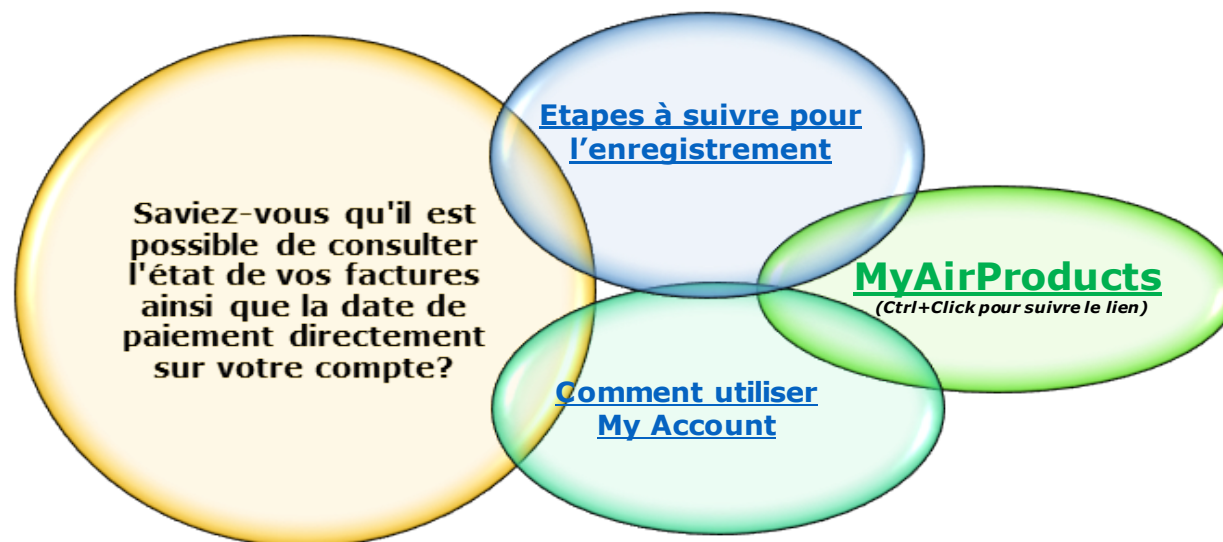 Saviez-vous qu'il est
possible de consulter
l'état de vos factures
ainsi que la date de
paiement directement
sur votre compte?
Etapes à suivre pour
l’enregistrement
MyAirProducts
(Ctrl+Click pour suivre le lien)
Comment utiliser
My Account